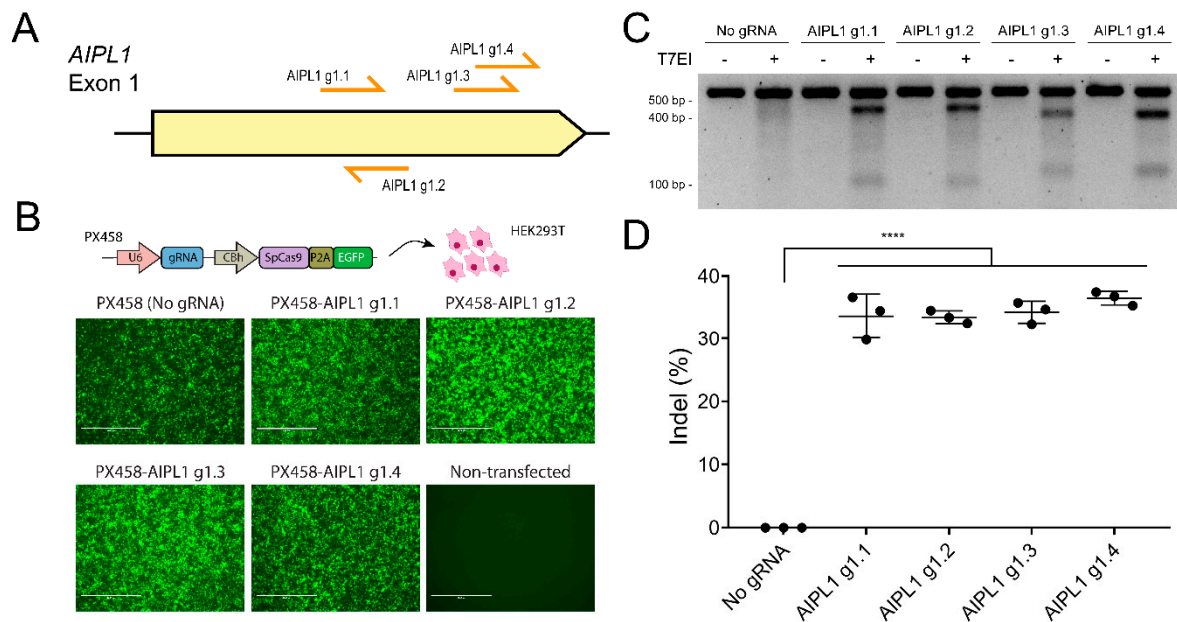 A
AIPL1
Exon 1
AIPL1 g1.4
AIPL1 g1.1
AIPL1 g1.3
AIPL1 g1.2
B
PX458
U6
gRNA
CBh
SpCas9
P2A
EGFP
HEK293T
PX458 (No gRNA)
PX458-AIPL1 g1.1
PX458-AIPL1 g1.2
PX458-AIPL1 g1.3
PX458-AIPL1 g1.4
Non-transfected
C
No gRNA AIPL1 g1.1 AIPL1 g1.2 AIPL1 g1.3 AIPL1 g1.4
T7EI - + - + - + - + - +
500 bp -
400 bp -
100 bp -
D
****
40
30
20
10
0
Indel (%)
No gRNA
AIPL1 g1.1
AIPL1 g1.2
AIPL1 g1.3
AIPL1 g1.4